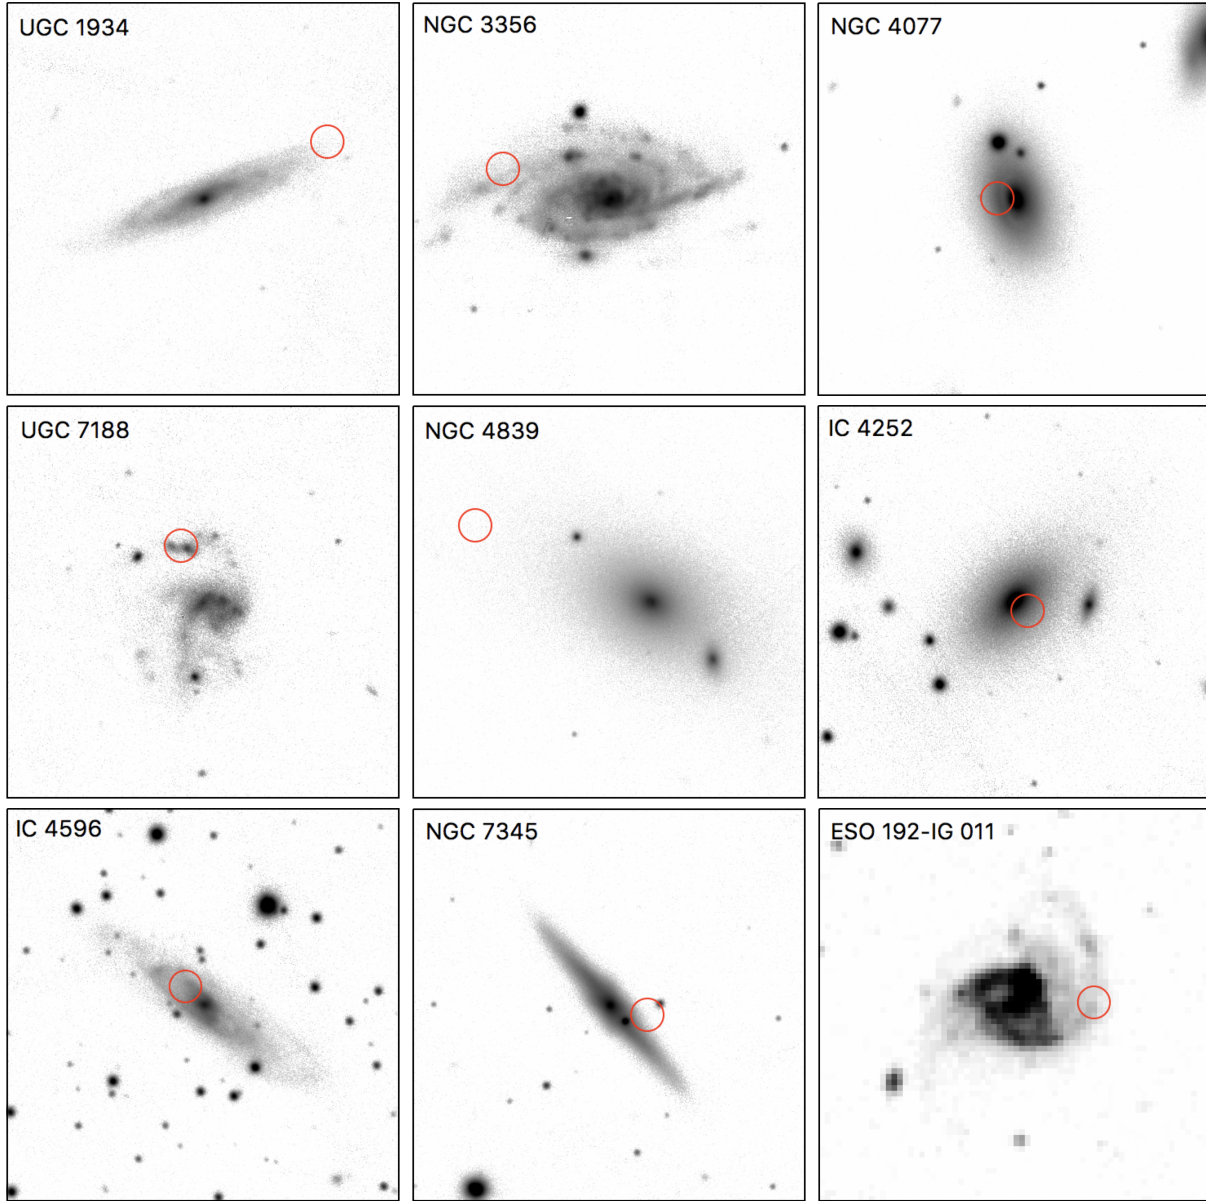 UGC 1934
NGC 3356
NGC 4077
UGC 7188
NGC 4839
IC 4252
IC 4596
NGC 7345
ESO 192-IG 011